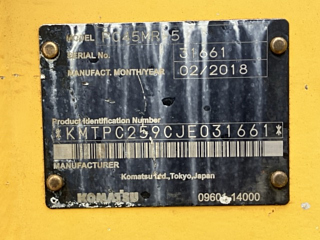 MODEL PC45MR-5
SERIAL No. 31661
MANUFACT. MONTH/YEAR 02/2018
Product Identification Number
*KMTPC259CJE031661*
MANUFACTURER
Komatsu Ltd.,Tokyo,Japan
KOMATSU 09601-14000